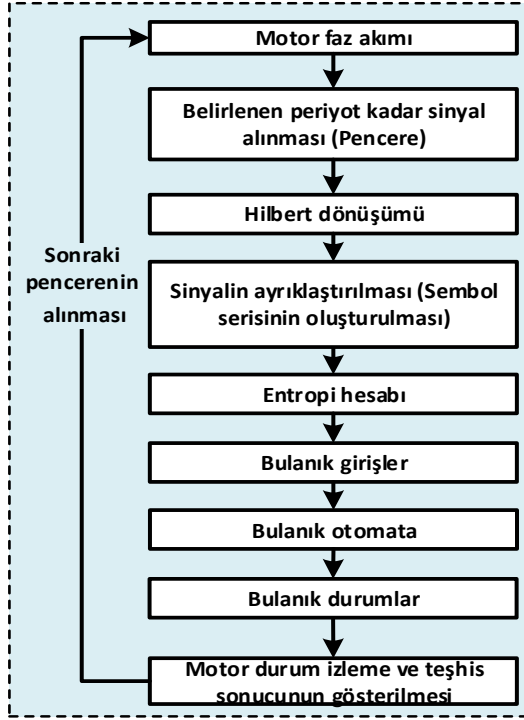 Motor faz akımı
Belirlenen periyot kadar sinyal
alınması (Pencere)
Hilbert dönüşümü
Sonraki
pencerenin
alınması
Sinyalin ayrıklaştırılması (Sembol
serisinin oluşturulması)
Entropi hesabı
Bulanık girişler
Bulanık otomata
Bulanık durumlar
Motor durum izleme ve teşhis
sonucunun gösterilmesi